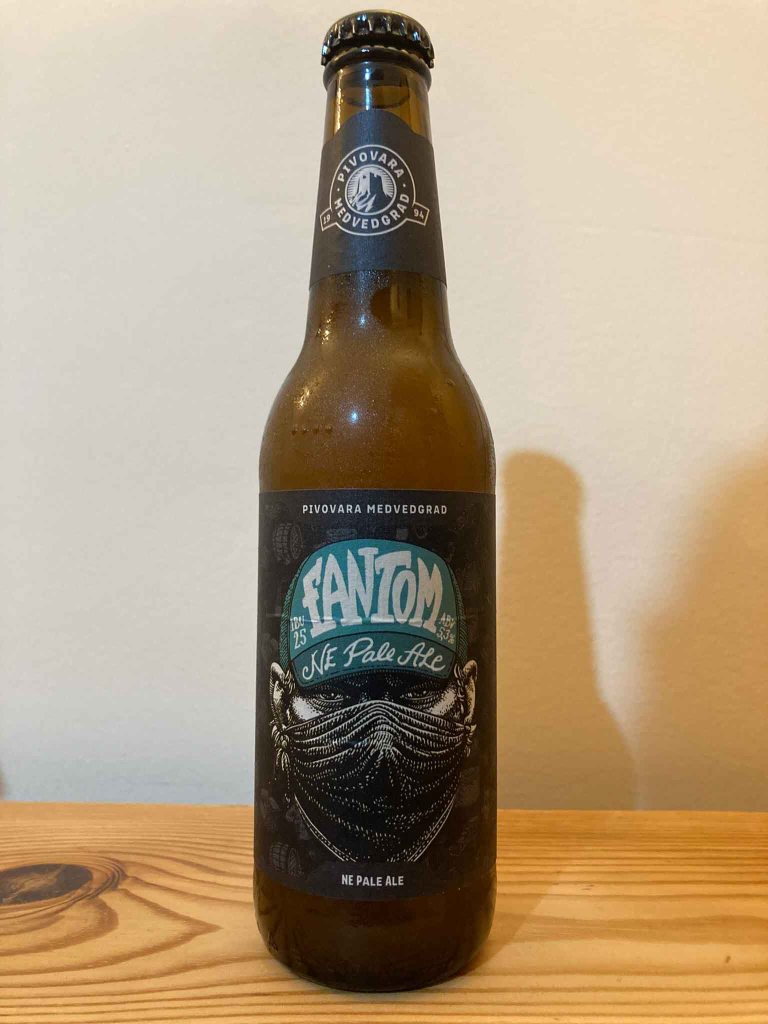 PIVOVARA
MEDVEDGRAD
19 94
PIVOVARA MEDVEDGRAD
FANTOM
IBU
25
ABV
5,3%
NE Pale Ale
NE PALE ALE